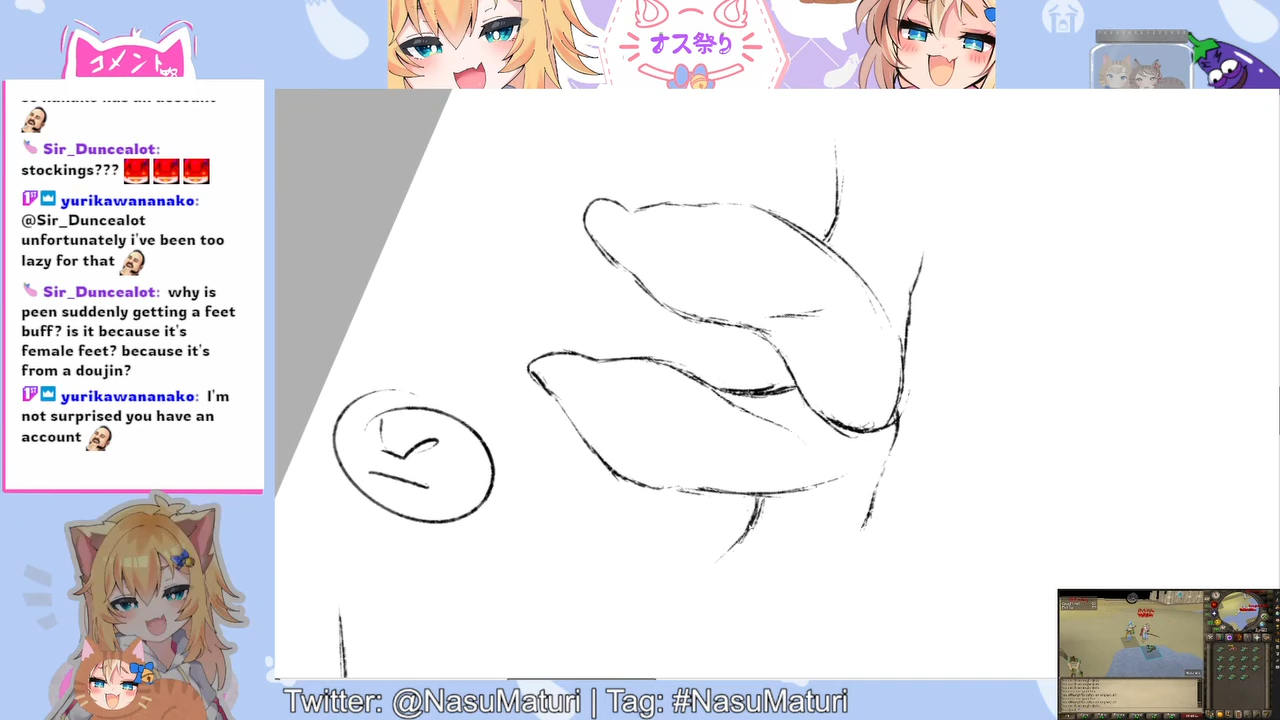 オス祭り
コメント
Sir_Duncealot:
stockings???
yurikawananako:
@Sir_Duncealot
unfortunately i've been too
lazy for that
Sir_Duncealot: why is
peen suddenly getting a feet
buff? is it because it's
female feet? because it's
from a doujin?
yurikawananako: I'm
not surprised you have an
account
Twitter @NasuMaturi | Tag: #NasuMaturi